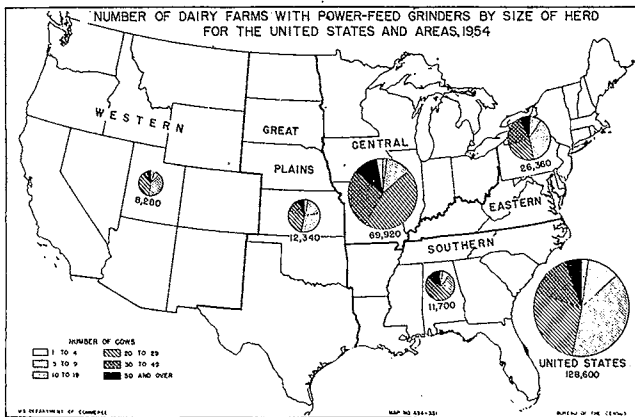 NUMBER OF DAIRY FARMS WITH POWER-FEED GRINDERS BY SIZE OF HERD
FOR THE UNITED STATES AND AREAS, 1954
WESTERN
GREAT
PLAINS
CENTRAL
EASTERN
SOUTHERN
8,280
12,340
69,920
26,360
11,700
UNITED STATES
128,600
NUMBER OF COWS
1 TO 4
5 TO 9
10 TO 19
20 TO 29
30 TO 49
50 AND OVER
U.S. DEPARTMENT OF COMMERCE
MAP NO.
BUREAU OF THE CENSUS